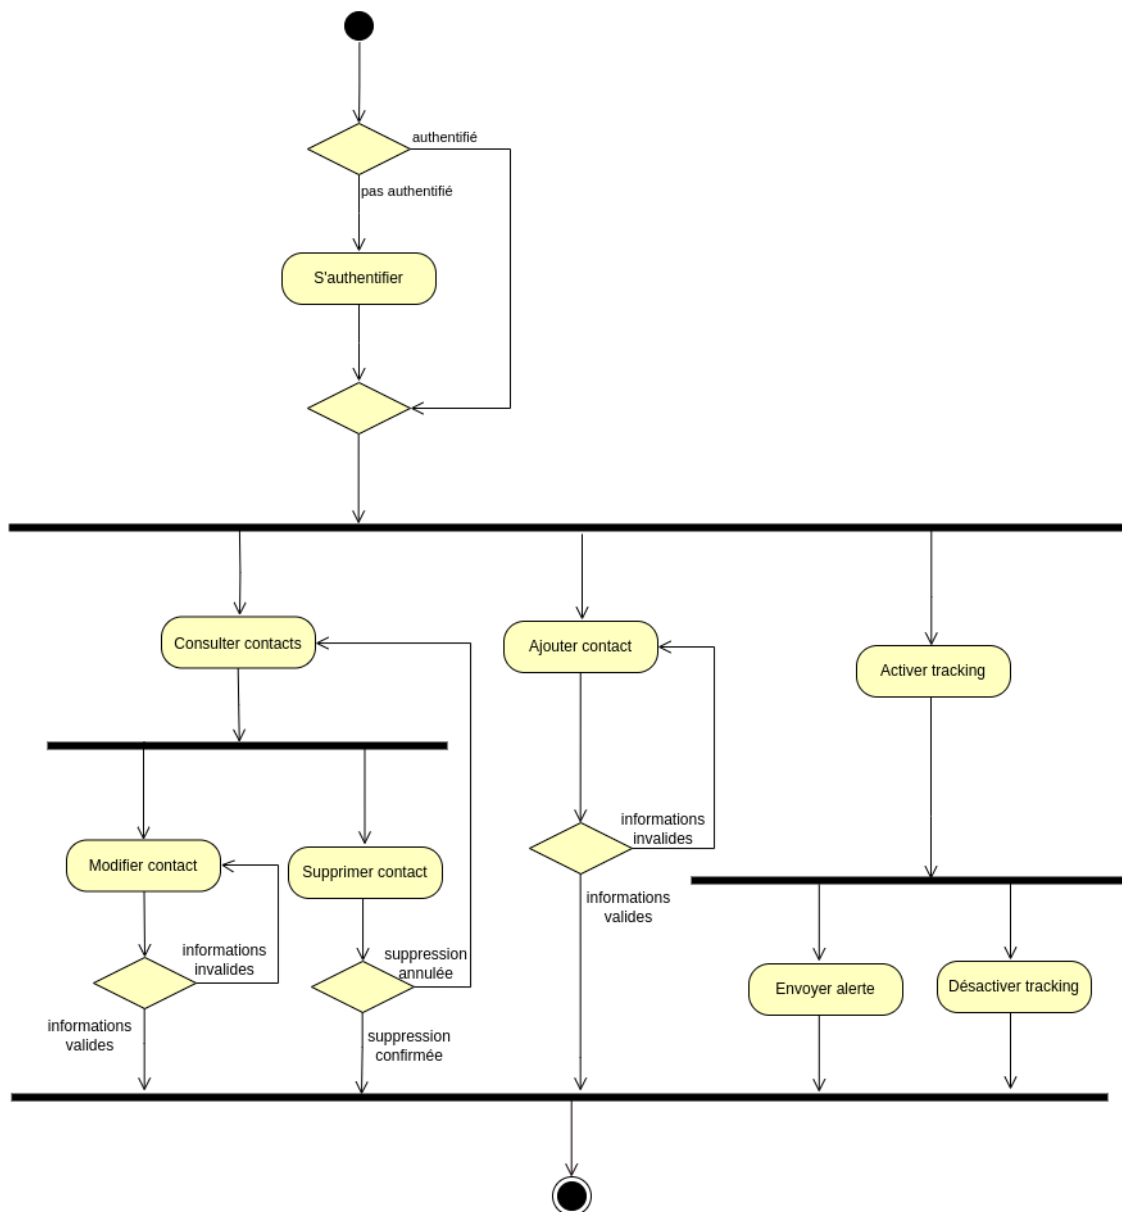 authentifié
pas authentifié
S'authentifier
Consulter contacts
Ajouter contact
Activer tracking
informations
invalides
Modifier contact
Supprimer contact
informations
valides
informations
invalides
suppression
annulée
Envoyer alerte
Désactiver tracking
informations
valides
suppression
confirmée